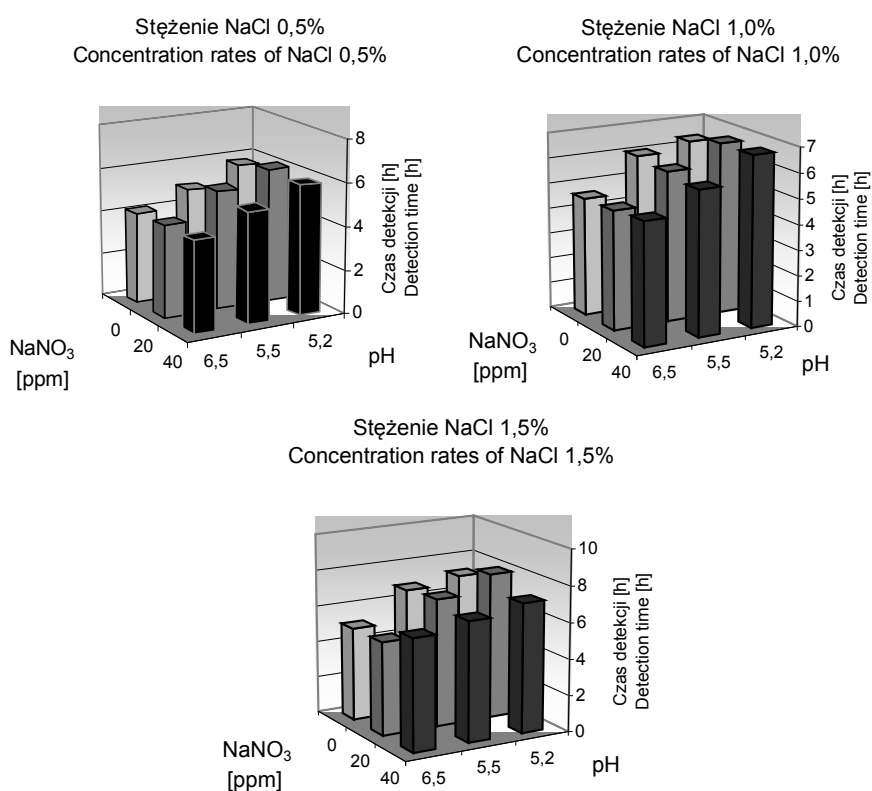 Stężenie NaCl 0,5%
Concentration rates of NaCl 0,5%
8
6
4
2
0
Czas detekcji [h]
Detection time [h]
0
20
40
6,5
5,5
5,2
NaNO₃
[ppm]
pH
Stężenie NaCl 1,0%
Concentration rates of NaCl 1,0%
7
6
5
4
3
2
1
0
Czas detekcji [h]
Detection time [h]
0
20
40
6,5
5,5
5,2
NaNO₃
[ppm]
pH
Stężenie NaCl 1,5%
Concentration rates of NaCl 1,5%
10
8
6
4
2
0
Czas detekcji [h]
Detection time [h]
0
20
40
6,5
5,5
5,2
NaNO₃
[ppm]
pH